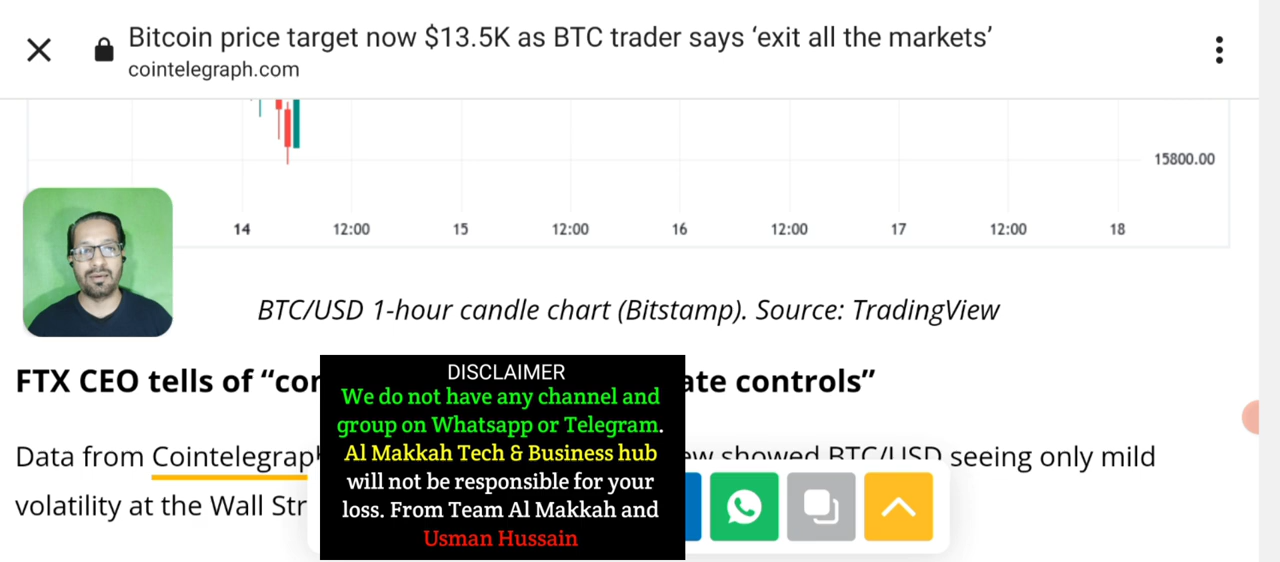 Bitcoin price target now $13.5K as BTC trader says ‘exit all the markets’
cointelegraph.com
15800.00
14 12:00 15 12:00 16 12:00 17 12:00 18
BTC/USD 1-hour candle chart (Bitstamp). Source: TradingView
FTX CEO tells of “ controls”
DISCLAIMER
We do not have any channel and
group on Whatsapp or Telegram.
Al Makkah Tech & Business hub
will not be responsible for your
loss. From Team Al Makkah and
Usman Hussain
Data from showed BTC/USD seeing only mild
volatility at the Wall